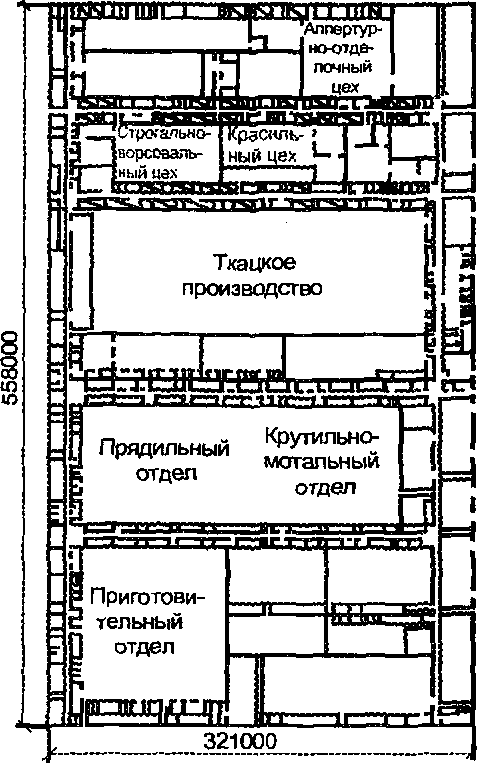 Аппертур-
но-отде-
лочный
цех
Строгально-
ворсоваль-
ный цех
Красиль-
ный цех
Ткацкое
производство
558000
Прядильный
отдел
Крутильно-
мотальный
отдел
Приготови-
тельный
отдел
321000